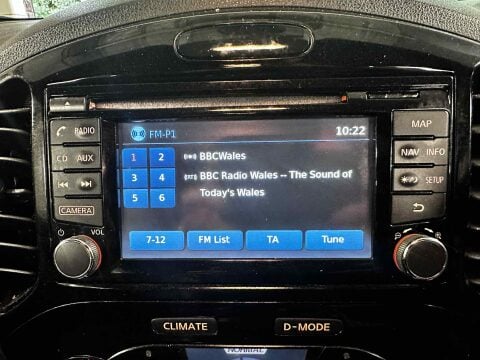 FM-P1 10:22
1 2 BBCWales
3 4 BBC Radio Wales -- The Sound of
5 6 Today's Wales
7-12 FM List TA Tune
RADIO
CD AUX
CAMERA
VOL
MAP
NAV INFO
SETUP
CLIMATE D-MODE
NORMAL